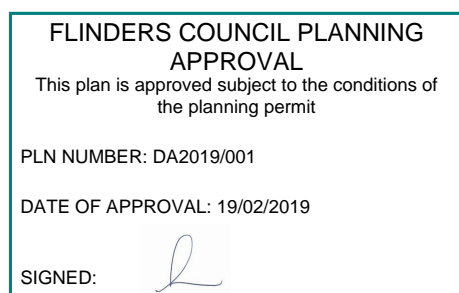 FLINDERS COUNCIL PLANNING
APPROVAL
This plan is approved subject to the conditions of
the planning permit
PLN NUMBER: DA2019/001
DATE OF APPROVAL: 19/02/2019
SIGNED: